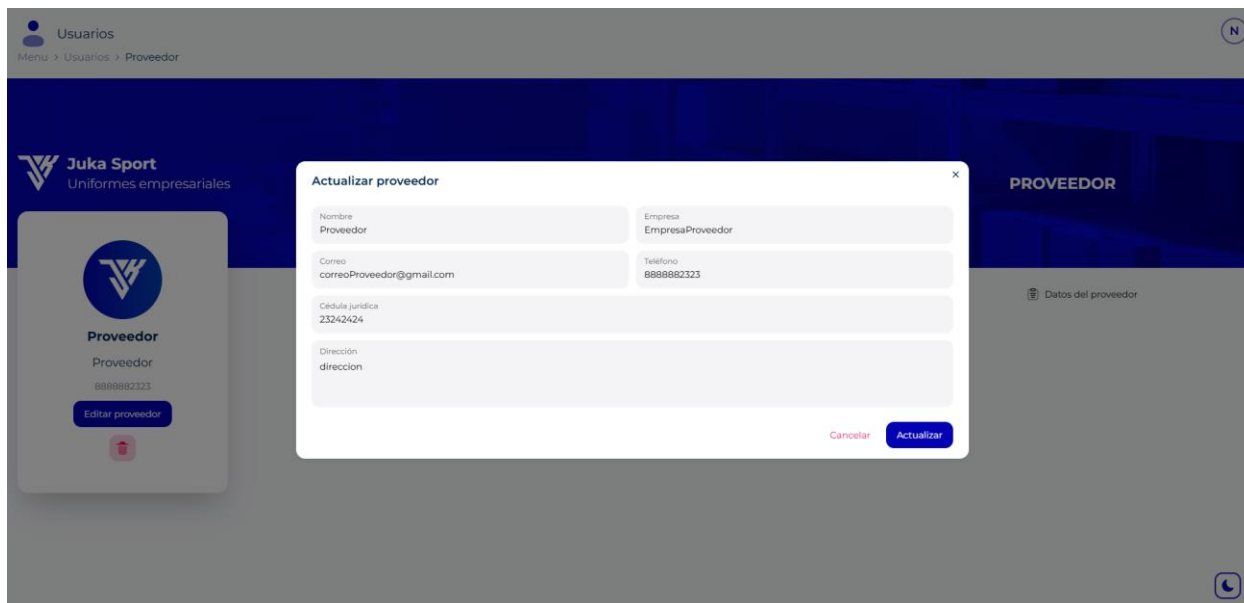 Usuarios
N
Menu > Usuarios > Proveedor
Juka Sport
Uniformes empresariales
PROVEEDOR
Actualizar proveedor
×
Nombre
Proveedor
Empresa
EmpresaProveedor
Correo
correoProveedor@gmail.com
Teléfono
8888882323
Cédula jurídica
23242424
Dirección
direccion
Cancelar
Actualizar
Proveedor
Proveedor
8888882323
Editar proveedor
Datos del proveedor